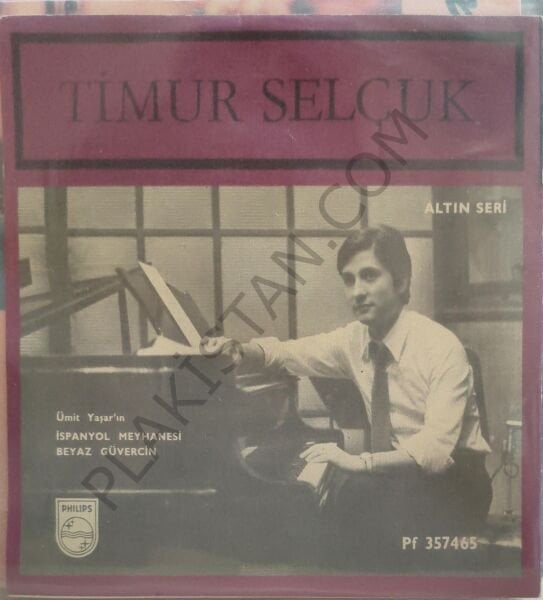 TİMUR SELÇUK
ALTIN SERİ
Ümit Yaşar'ın
İSPANYOL MEYHANESİ
BEYAZ GÜVERCİN
PHILIPS
Pf 357465
PLAKİSTAN.COM